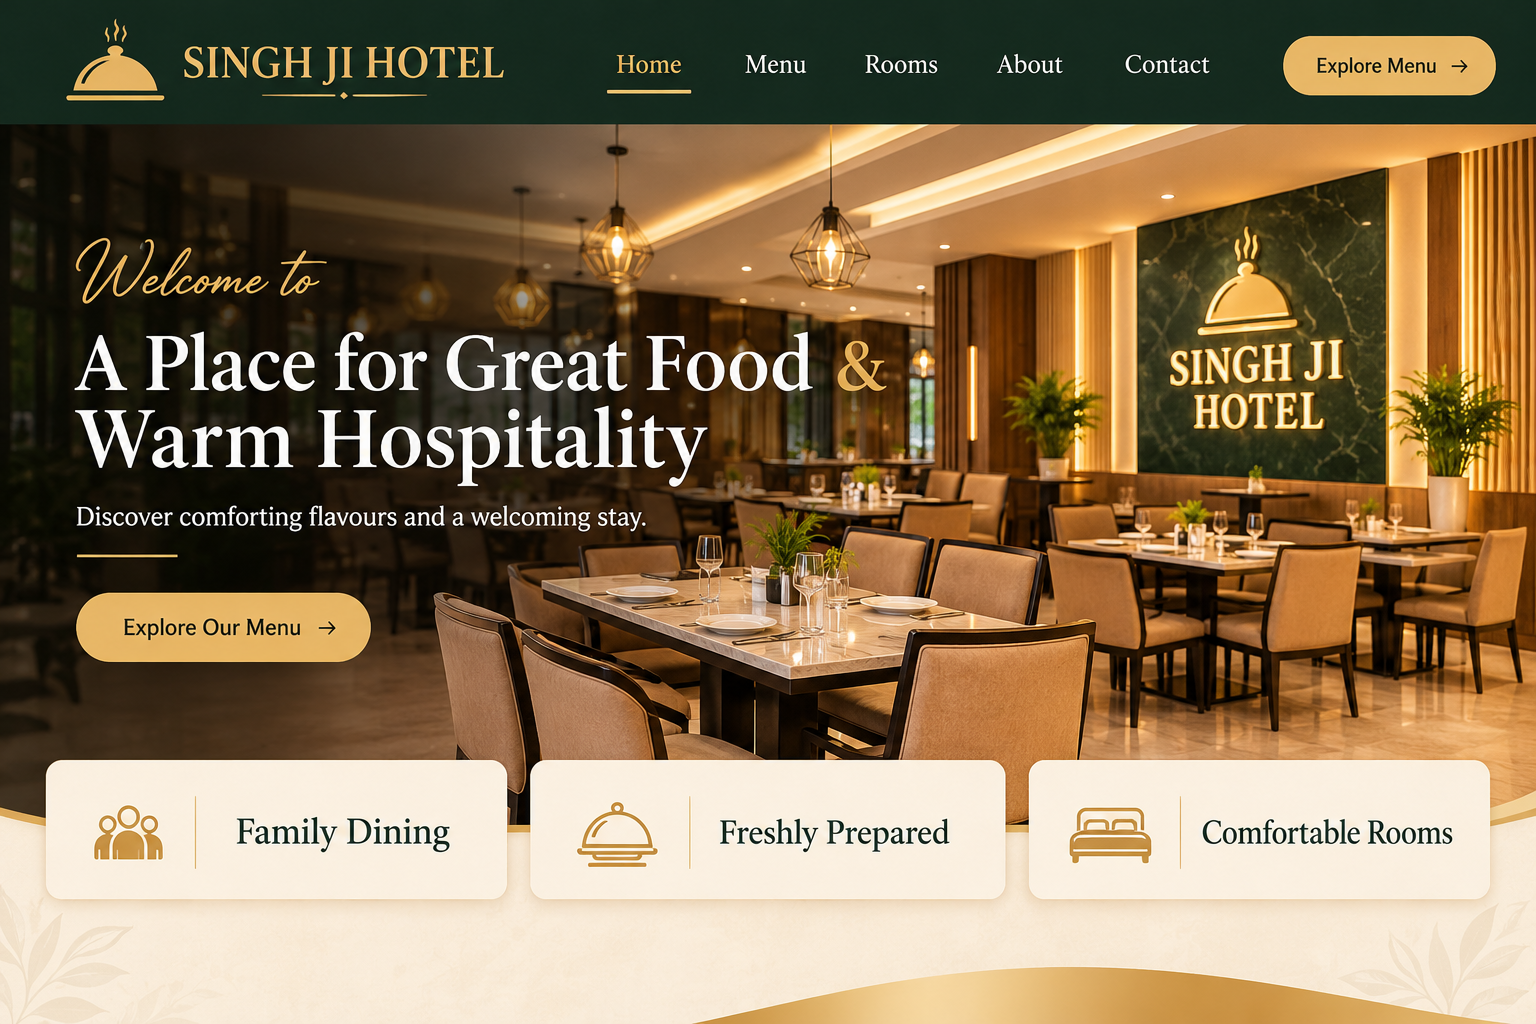 SINGH JI HOTEL
Home
Menu
Rooms
About
Contact
Explore Menu →
Welcome to
A Place for Great Food &
Warm Hospitality
Discover comforting flavours and a welcoming stay.
Explore Our Menu →
SINGH JI
HOTEL
Family Dining
Freshly Prepared
Comfortable Rooms